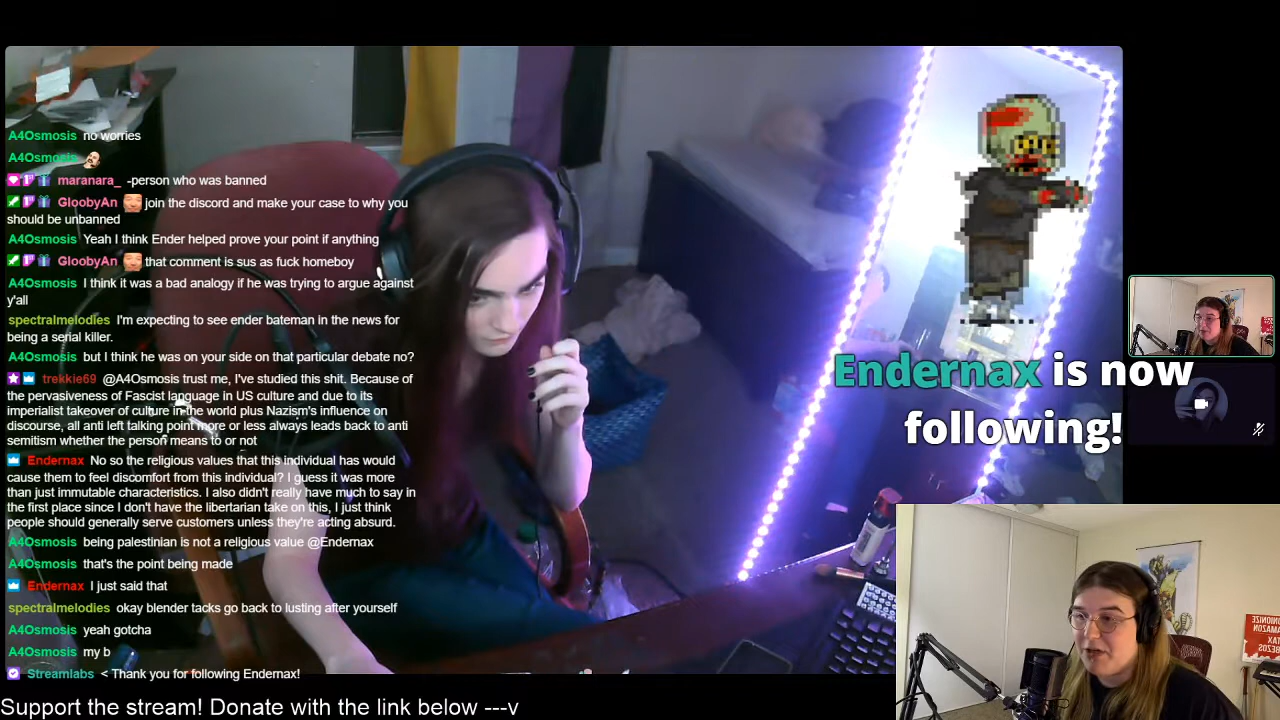 A4Osmosis no worries
A4Osmosis
maranara_ -person who was banned
GloobyAn join the discord and make your case to why you
should be unbanned
A4Osmosis Yeah I think Ender helped prove your point if anything
GloobyAn that comment is sus as fuck homeboy
A4Osmosis I think it was a bad analogy if he was trying to argue against
y'all
spectralmelodies I'm expecting to see ender bateman in the news for
being a serial killer.
A4Osmosis but I think he was on your side on that particular debate no?
trekkie69 @A4Osmosis trust me, I've studied this shit. Because of
the pervasiveness of Fascist language in US culture and due to its
imperialist takeover of culture in the world plus Nazism's influence on
discourse, all anti left talking point more or less always leads back to anti
semitism whether the person means to or not
Endernax No so the religious values that this individual has would
cause them to feel discomfort from this individual? I guess it was more
than just immutable characteristics. I also didn't really have much to say in
the first place since I don't have the libertarian take on this, I just think
people should generally serve customers unless they're acting absurd.
A4Osmosis being palestinian is not a religious value @Endernax
A4Osmosis that's the point being made
Endernax I just said that
spectralmelodies okay blender tacks go back to lusting after yourself
A4Osmosis yeah gotcha
A4Osmosis my b
Streamlabs < Thank you for following Endernax!
Endernax is now
following!
UNIONIZE
AMAZON
TAX
BEZOS
Support the stream! Donate with the link below ---v